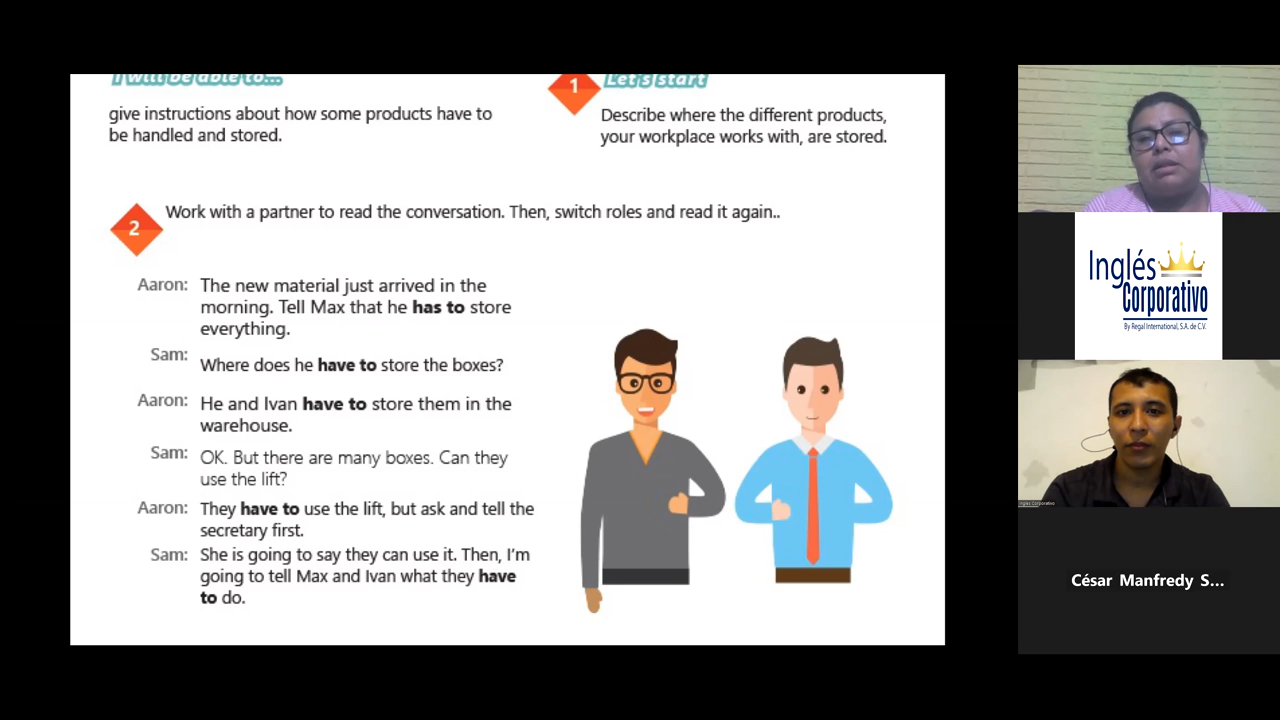 I will be able to...
give instructions about how some products have to
be handled and stored.
1
Let's start
Describe where the different products,
your workplace works with, are stored.
2
Work with a partner to read the conversation. Then, switch roles and read it again..
Aaron: The new material just arrived in the
morning. Tell Max that he has to store
everything.
Sam: Where does he have to store the boxes?
Aaron: He and Ivan have to store them in the
warehouse.
Sam: OK. But there are many boxes. Can they
use the lift?
Aaron: They have to use the lift, but ask and tell the
secretary first.
Sam: She is going to say they can use it. Then, I'm
going to tell Max and Ivan what they have
to do.
Inglés
Corporativo
By Regal International, S.A. de C.V.
Inglés Corporativo
César Manfredy S...